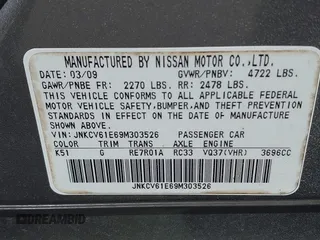 MANUFACTURED BY NISSAN MOTOR CO.,LTD.
DATE: 03/09 GVWR/PNBV: 4722 LBS.
GAWR/PNBE FR: 2270 LBS. RR: 2478 LBS.
THIS VEHICLE CONFORMS TO ALL APPLICABLE FEDERAL
MOTOR VEHICLE SAFETY,BUMPER,AND THEFT PREVENTION
STANDARDS IN EFFECT ON THE DATE OF MANUFACTURE
SHOWN ABOVE.
VIN: JNKCV61E69M303526 PASSENGER CAR
COLOR TRIM TRANS AXLE ENGINE
K51 G RE7R01A RC33 VQ37(VHR) 3696CC
JNKCV61E69M303526
AUTOBIDMASTER